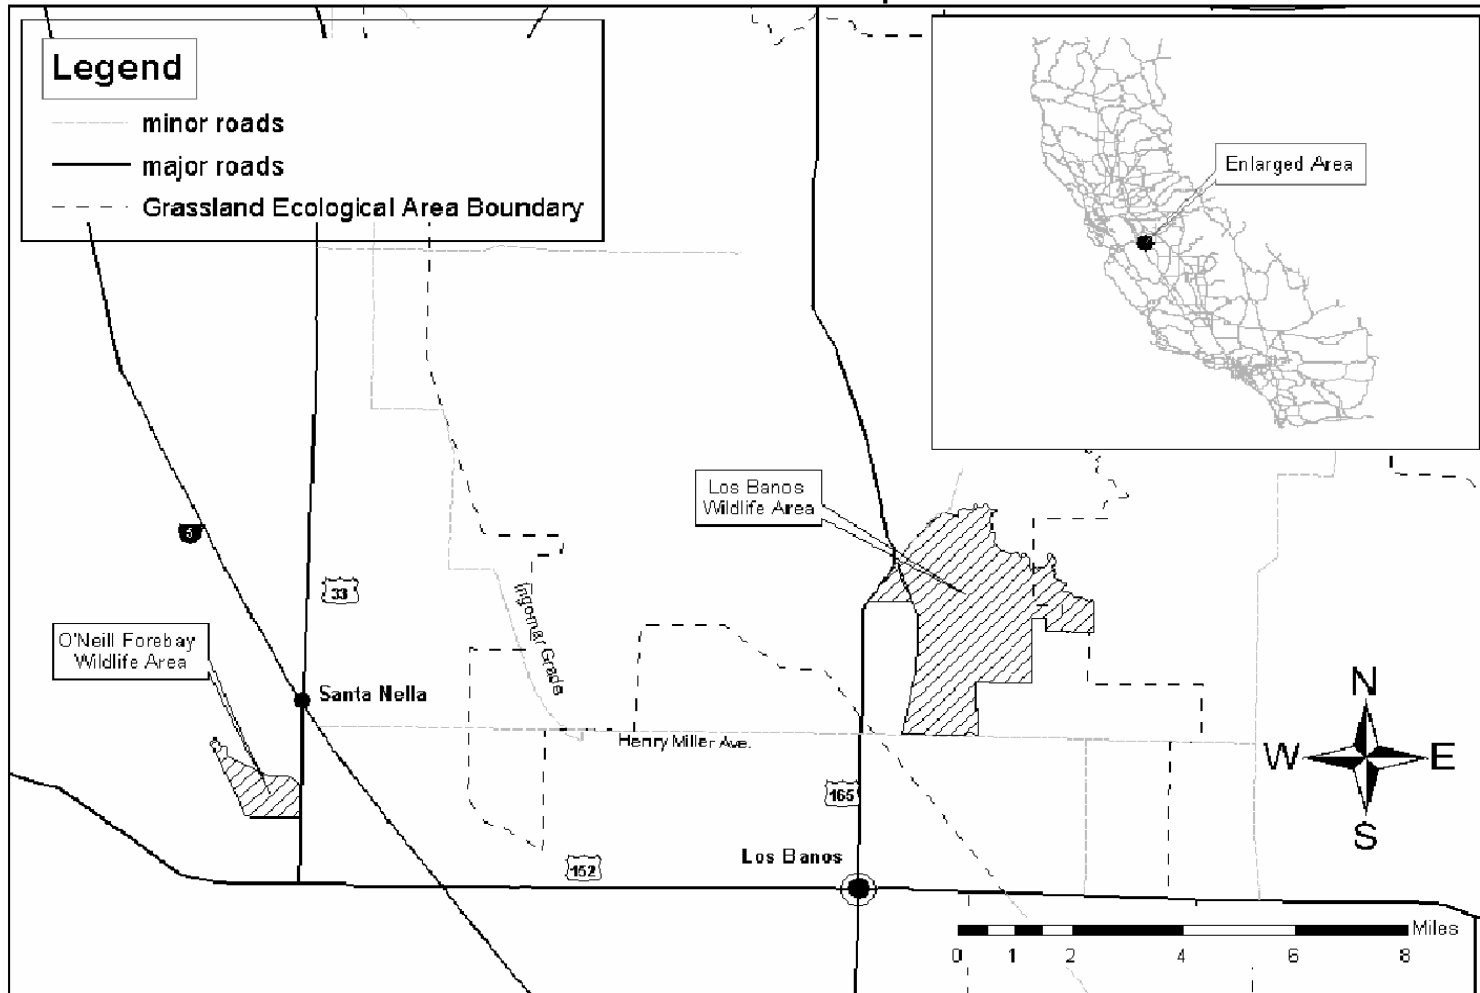 Legend
minor roads
major roads
Grassland Ecological Area Boundary
Enlarged Area
Los Banos
Wildlife Area
5
33
Ingomar Grade
O'Neill Forebay
Wildlife Area
Santa Nella
N
W
E
S
Henry Miller Ave.
165
Los Banos
152
Miles
0 1 2 4 6 8